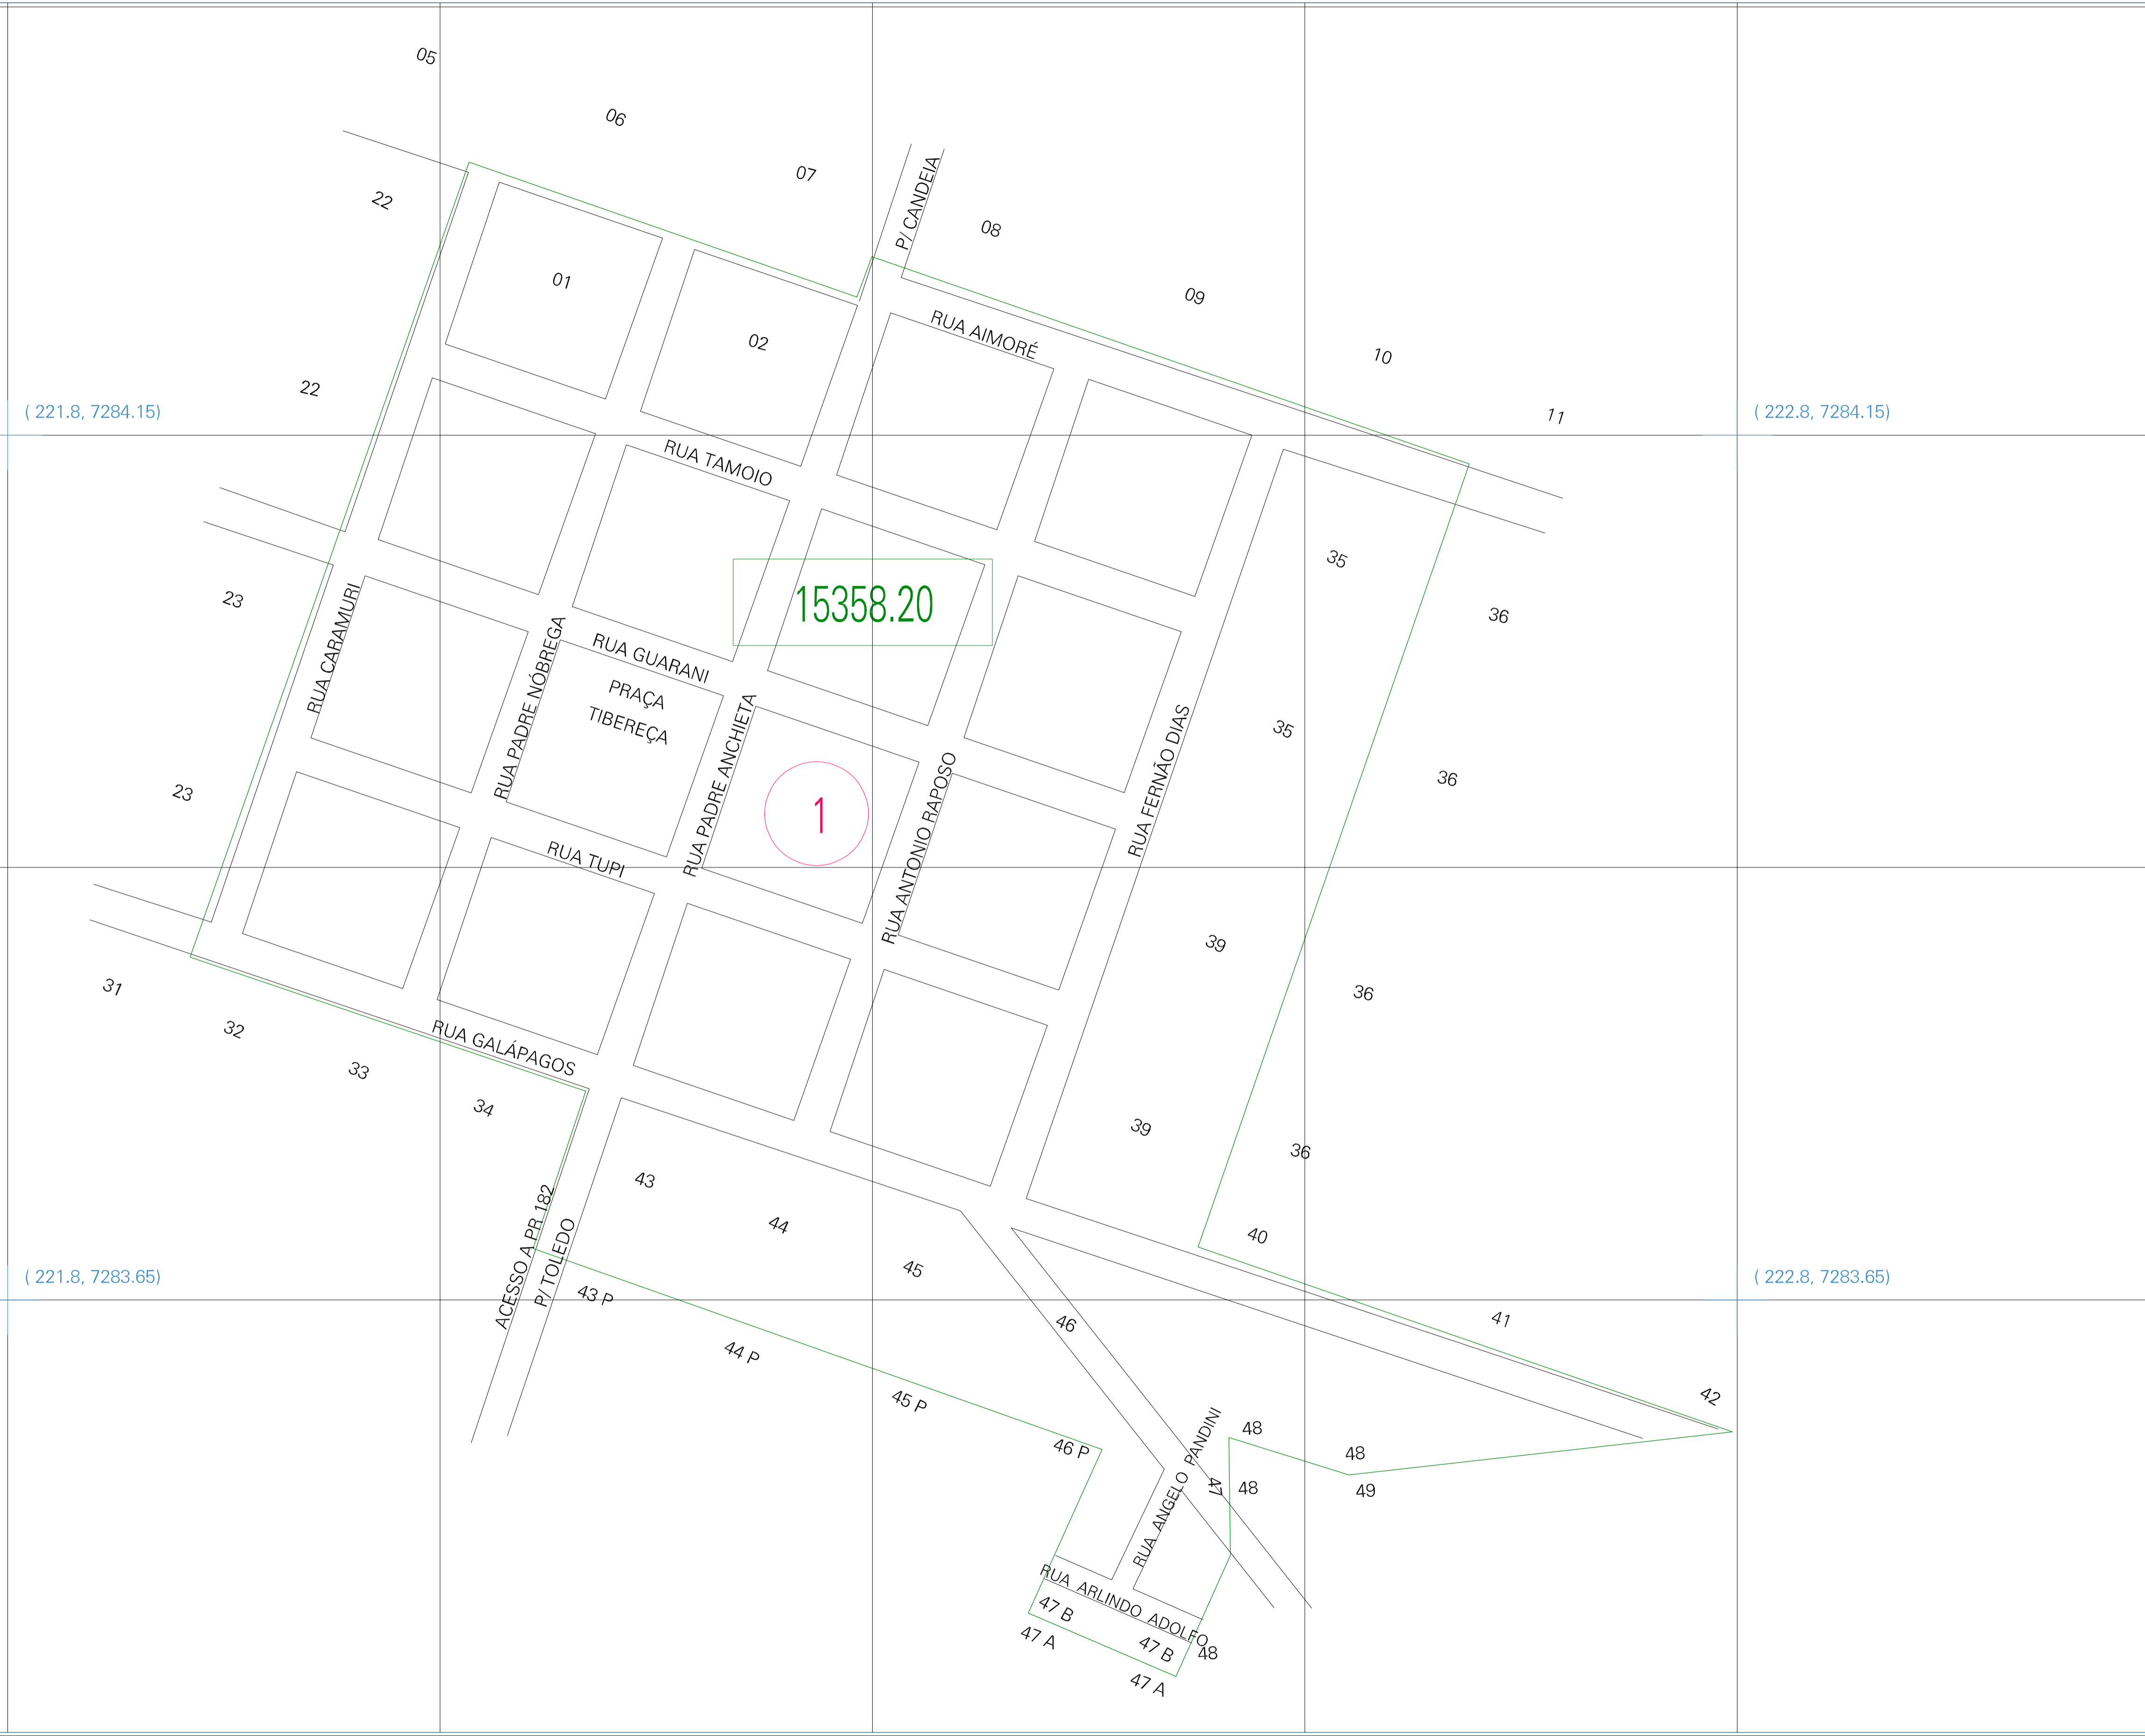 05
06
07
P/ CANDEIA
22
08
01
09
RUA AIMORÉ
02
10
22
( 221.8, 7284.15)
( 222.8, 7284.15)
11
RUA TAMOIO
35
23
15358.20
36
RUA CARAMURI
RUA PADRE NÓBREGA
RUA GUARANI
PRAÇA
TIBEREÇA
RUA PADRE ANCHIETA
35
RUA FERNÃO DIAS
36
23
1
RUA ANTONIO RAPOSO
RUA TUPI
39
31
36
32
RUA GALÁPAGOS
33
34
39
36
43
44
40
ACESSO A PR 182
P/ TOLEDO
45
( 221.8, 7283.65)
( 222.8, 7283.65)
43 P
46
41
44 P
42
45 P
48
46 P
48
RUA ANGELO PANDINI
47
48
49
RUA ARLINDO ADOLFO
47 B
47 A
47 B
48
47 A